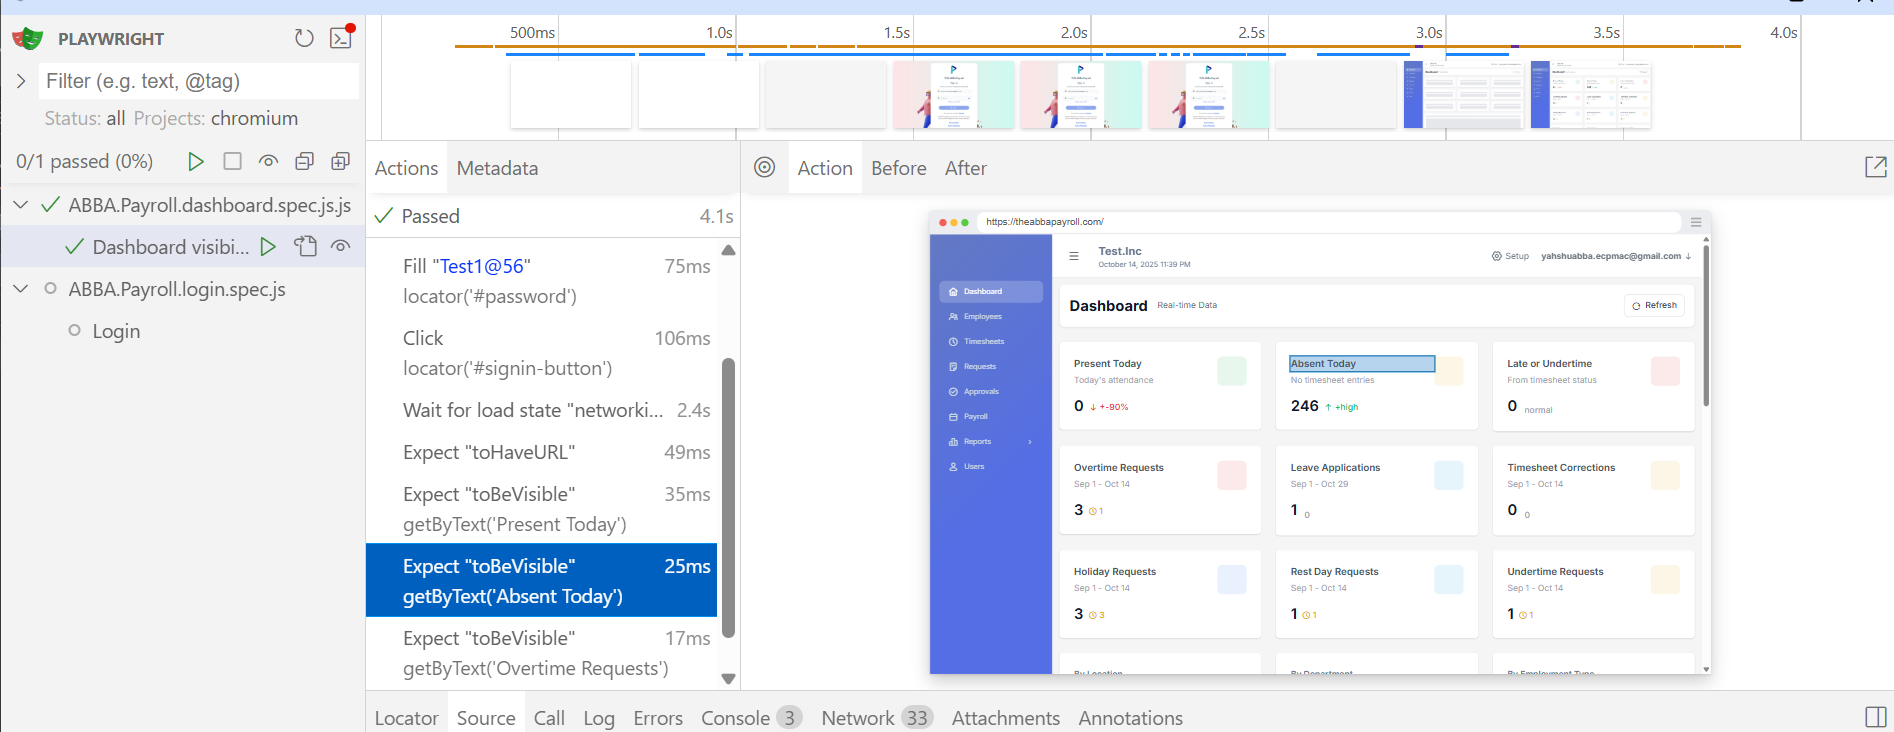 PLAYWRIGHT
Filter (e.g. text, @tag)
Status: all Projects: chromium
0/1 passed (0%)
ABBA.Payroll.dashboard.spec.js.js
Dashboard visibi...
ABBA.Payroll.login.spec.js
Login
500ms 1.0s 1.5s 2.0s 2.5s 3.0s 3.5s 4.0s
Actions Metadata
Passed 4.1s
Fill "Test1@56" 75ms
locator('#password')
Click 106ms
locator('#signin-button')
Wait for load state "networki... 2.4s
Expect "toHaveURL" 49ms
Expect "toBeVisible" 35ms
getByText('Present Today')
Expect "toBeVisible" 25ms
getByText('Absent Today')
Expect "toBeVisible" 17ms
getByText('Overtime Requests')
Action Before After
https://theabbapayroll.com/
Test.Inc
October 14, 2025 11:39 PM
Setup yahshuabba.ecpmac@gmail.com
Dashboard
Employees
Timesheets
Requests
Approvals
Payroll
Reports
Users
Dashboard Real-time Data Refresh
Present Today
Today's attendance
0 ↓ +-90%
Absent Today
No timesheet entries
246 ↑ +high
Late or Undertime
From timesheet status
0 normal
Overtime Requests
Sep 1 - Oct 14
3 1
Leave Applications
Sep 1 - Oct 29
1 0
Timesheet Corrections
Sep 1 - Oct 14
0 0
Holiday Requests
Sep 1 - Oct 14
3 3
Rest Day Requests
Sep 1 - Oct 14
1 1
Undertime Requests
Sep 1 - Oct 14
1 1
By Location
By Department
By Employment Type
Locator Source Call Log Errors Console 3 Network 33 Attachments Annotations